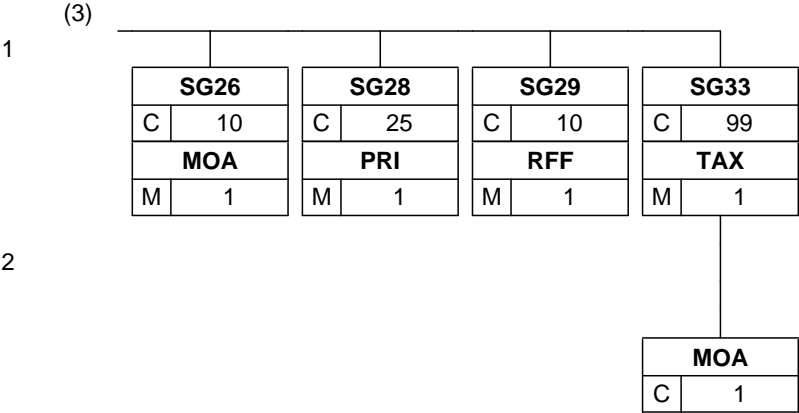 (3)
1
SG26 SG28 SG29 SG33
C 10 C 25 C 10 C 99
MOA PRI RFF TAX
M 1 M 1 M 1 M 1
2
MOA
C 1